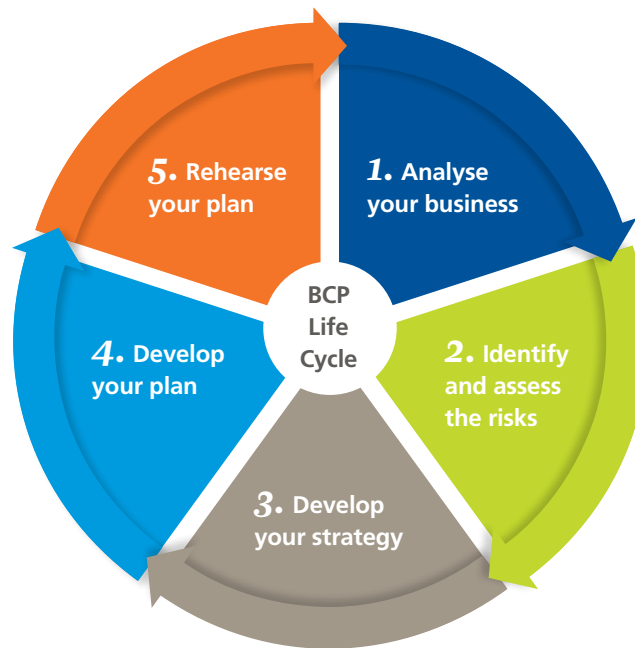 BCP
Life
Cycle
1. Analyse
your business
2. Identify
and assess
the risks
3. Develop
your strategy
4. Develop
your plan
5. Rehearse
your plan